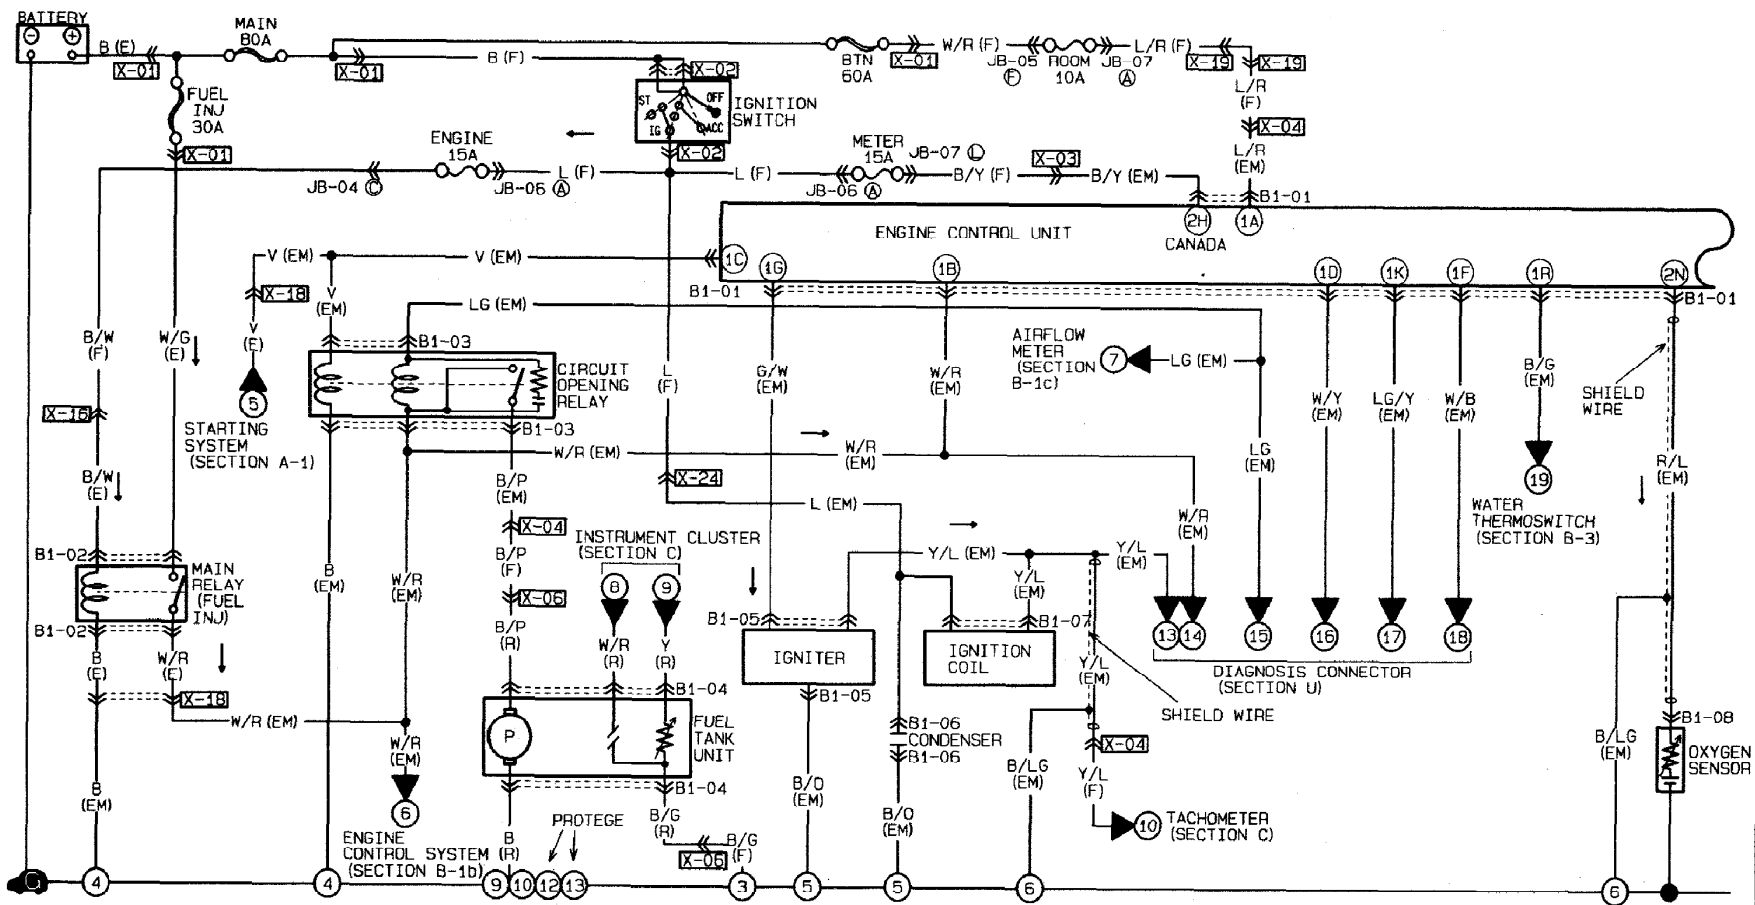 BATTERY
B (E)
X-01
MAIN
80A
X-01
B (F)
BTN
60A
X-01
W/R (F)
JB-05
F
ROOM
10A
JB-07
A
L/R (F)
X-19
X-19
L/R
(F)
X-04
L/R
(EM)
FUEL
INJ
30A
X-01
X-02
ST
OFF
IG
ACC
IGNITION
SWITCH
X-02
ENGINE
15A
JB-04 C
JB-06 A
L (F)
L (F)
METER
15A
JB-07 L
JB-06 A
B/Y (F)
X-03
B/Y (EM)
B1-01
2H
1A
CANADA
ENGINE CONTROL UNIT
V (EM)
V (EM)
1C
1G
1B
1D
1K
1F
1R
2N
B1-01
B1-01
X-18
V
(EM)
V
(E)
LG (EM)
B/W
(F)
W/G
(E)
B1-03
CIRCUIT
OPENING
RELAY
B1-03
5
STARTING
SYSTEM
(SECTION A-1)
X-16
L
(F)
G/W
(EM)
W/R
(EM)
AIRFLOW
METER
(SECTION
B-1c)
7
LG (EM)
W/Y
(EM)
LG/Y
(EM)
W/B
(EM)
B/G
(EM)
SHIELD
WIRE
W/R (EM)
W/R
(EM)
LG
(EM)
R/L
(EM)
B/W
(E)
B/P
(EM)
X-24
L (EM)
19
WATER
THERMOSWITCH
(SECTION B-3)
X-04
INSTRUMENT CLUSTER
(SECTION C)
W/R
(EM)
B1-02
MAIN
RELAY
(FUEL
INJ)
B1-02
B
(EM)
W/R
(EM)
B/P
(F)
X-06
8
9
Y/L (EM)
Y/L
(EM)
Y/L
(EM)
B1-05
B1-07
IGNITER
IGNITION
COIL
13
14
15
16
17
18
DIAGNOSIS CONNECTOR
(SECTION U)
B
(E)
W/R
(E)
B/P
(R)
W/R
(R)
Y
(R)
Y/L
(EM)
X-18
W/R (EM)
B1-04
B1-05
SHIELD WIRE
P
FUEL
TANK
UNIT
B1-06
CONDENSER
B1-06
X-04
B1-08
OXYGEN
SENSOR
B/LG
(EM)
W/R
(EM)
B1-04
B
(EM)
6
B/O
(EM)
B/O
(EM)
B/LG
(EM)
Y/L
(F)
10
TACHOMETER
(SECTION C)
ENGINE
CONTROL SYSTEM
(SECTION B-1b)
B
(R)
PROTEGE
B/G
(R)
X-06
B/G
(F)
G
4
4
9
10
12
13
3
5
5
6
6